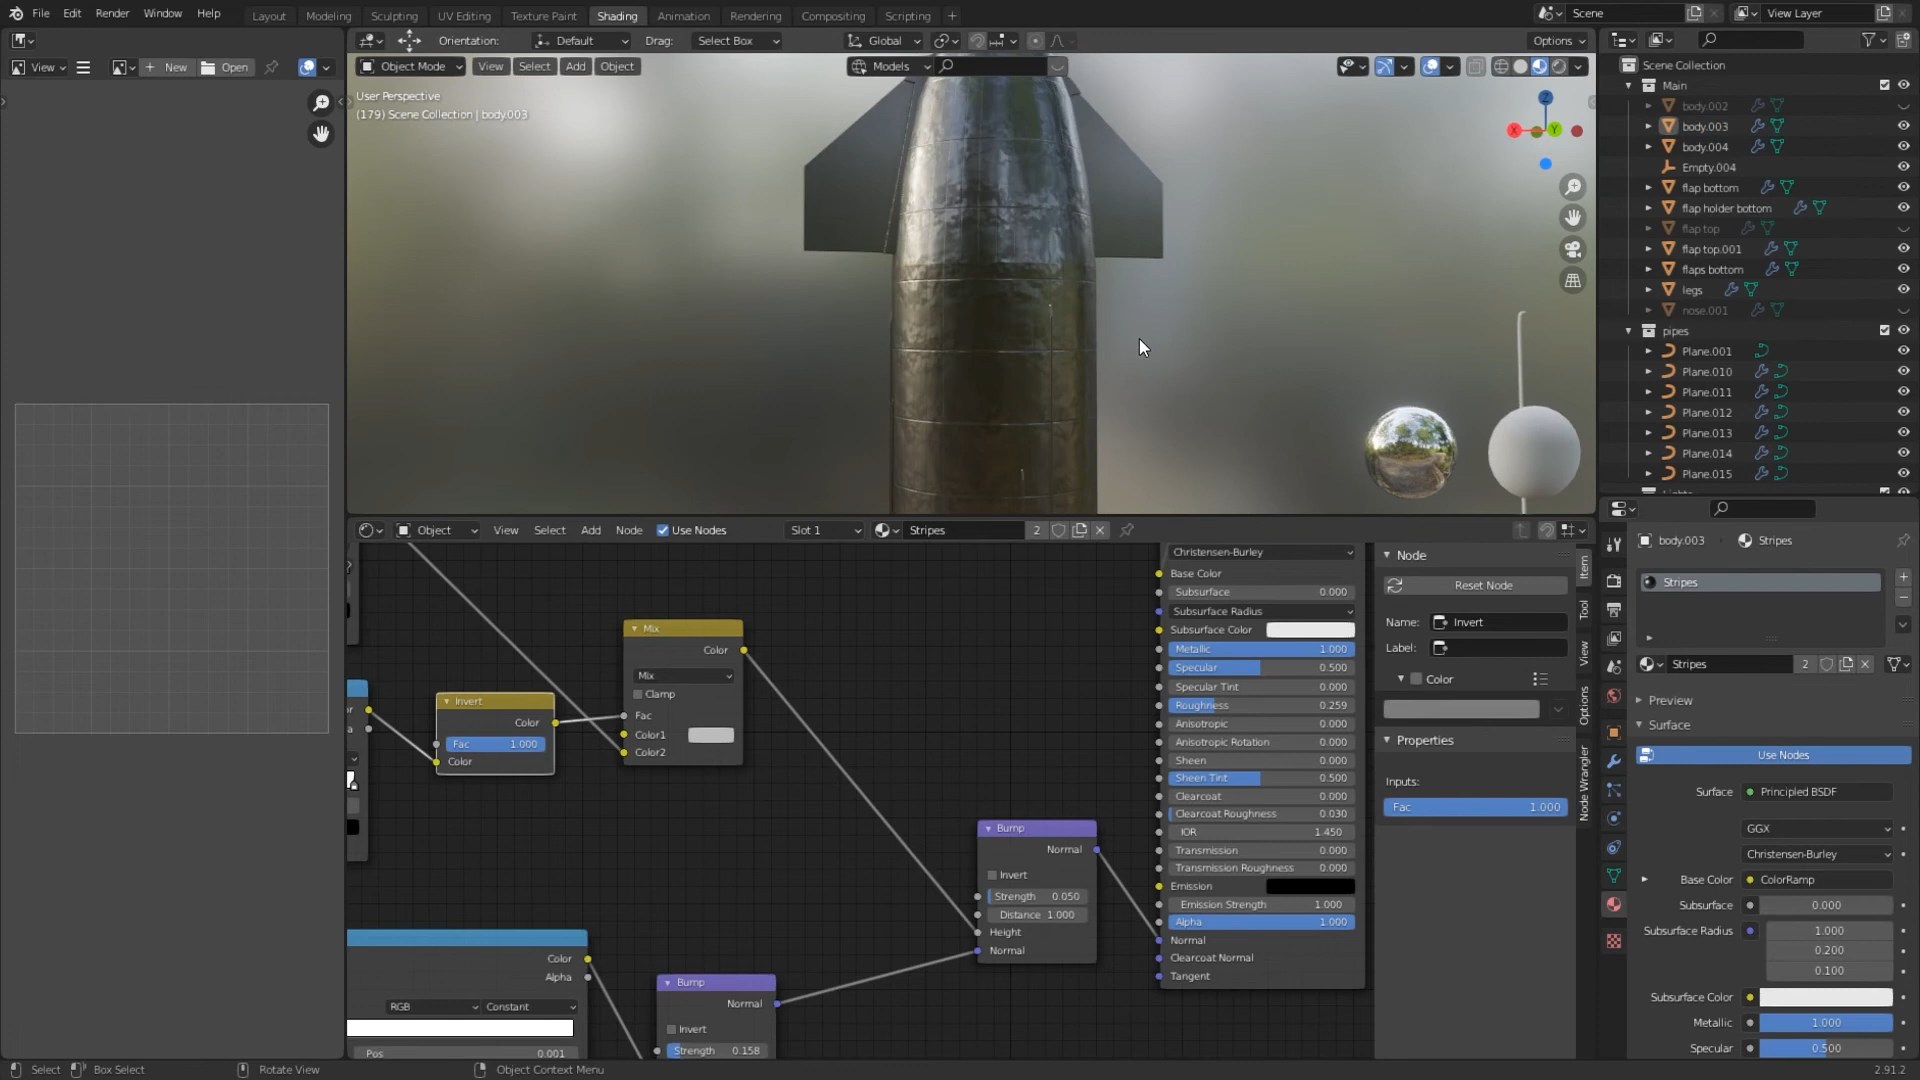 File Edit Render Window Help Layout Modeling Sculpting UV Editing Texture Paint Shading Animation Rendering Compositing Scripting + Scene View Layer
Orientation: Default Drag: Select Box Global Options
View New Open Object Mode View Select Add Object Models
User Perspective
(179) Scene Collection | body.003
Z
X Y
Scene Collection
Main
body.002
body.003
body.004
Empty.004
flap bottom
flap holder bottom
flap top
flap top.001
flaps bottom
legs
nose.001
pipes
Plane.001
Plane.010
Plane.011
Plane.012
Plane.013
Plane.014
Plane.015
Object View Select Add Node Use Nodes Slot 1 Stripes 2
Mix
Color
Mix
Clamp
Fac
Color1
Color2
Invert
Color
Fac 1.000
Color
Color
Alpha
RGB Constant
Pos 0.001
Bump
Normal
Invert
Strength 0.158
Bump
Normal
Invert
Strength 0.050
Distance 1.000
Height
Normal
Christensen-Burley
Base Color
Subsurface 0.000
Subsurface Radius
Subsurface Color
Metallic 1.000
Specular 0.500
Specular Tint 0.000
Roughness 0.259
Anisotropic 0.000
Anisotropic Rotation 0.000
Sheen 0.000
Sheen Tint 0.500
Clearcoat 0.000
Clearcoat Roughness 0.030
IOR 1.450
Transmission 0.000
Transmission Roughness 0.000
Emission
Emission Strength 1.000
Alpha 1.000
Normal
Clearcoat Normal
Tangent
Node
Reset Node
Name: Invert
Label:
Color
Properties
Inputs:
Fac 1.000
Item
Tool
View
Options
Node Wrangler
body.003 Stripes
Stripes
Stripes 2
Preview
Surface
Use Nodes
Surface Principled BSDF
GGX
Christensen-Burley
Base Color ColorRamp
Subsurface 0.000
Subsurface Radius 1.000
0.200
0.100
Subsurface Color
Metallic 1.000
Specular 0.500
Select Box Select Rotate View Object Context Menu 2.91.2